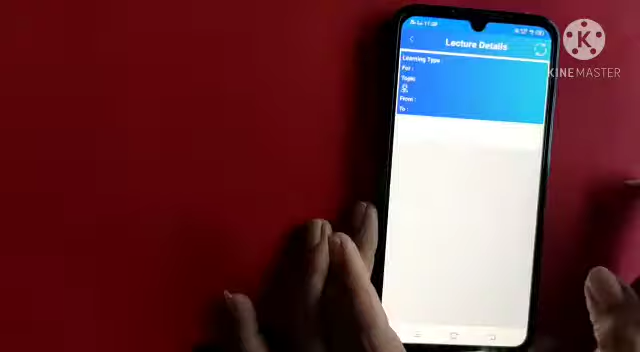 Lecture Details
Learning Type :
For :
Topic
From :
To :
K
KINEMASTER